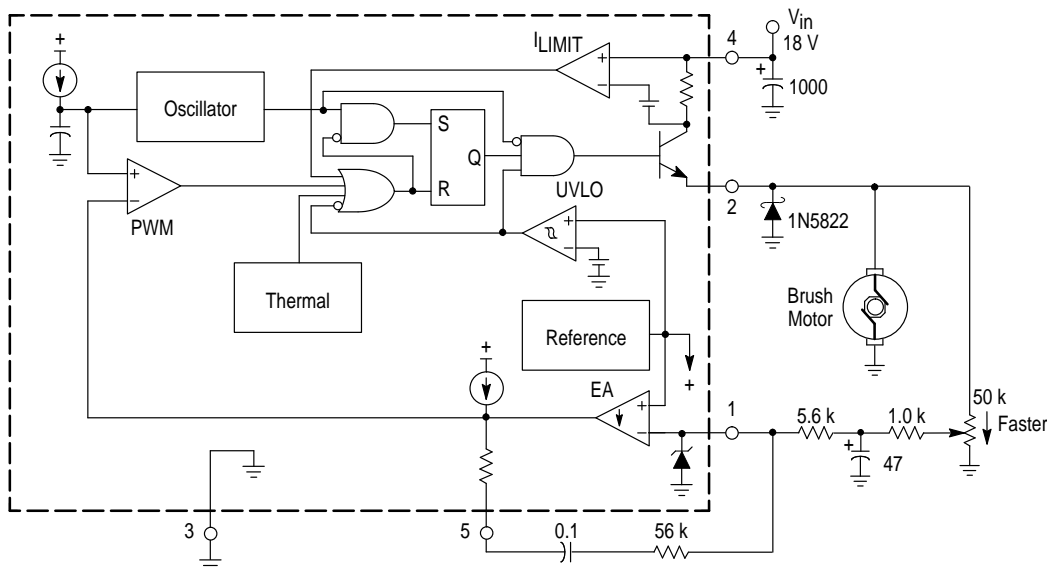 +
Oscillator
PWM
+
−
S
Q
R
Thermal
I LIMIT
+
−
UVLO
+
−
Reference
+
+
EA
+
−
4
Vin
18 V
+
1000
2
1N5822
Brush
Motor
50 k
Faster
1
5.6 k
1.0 k
+
47
3
5
0.1
56 k